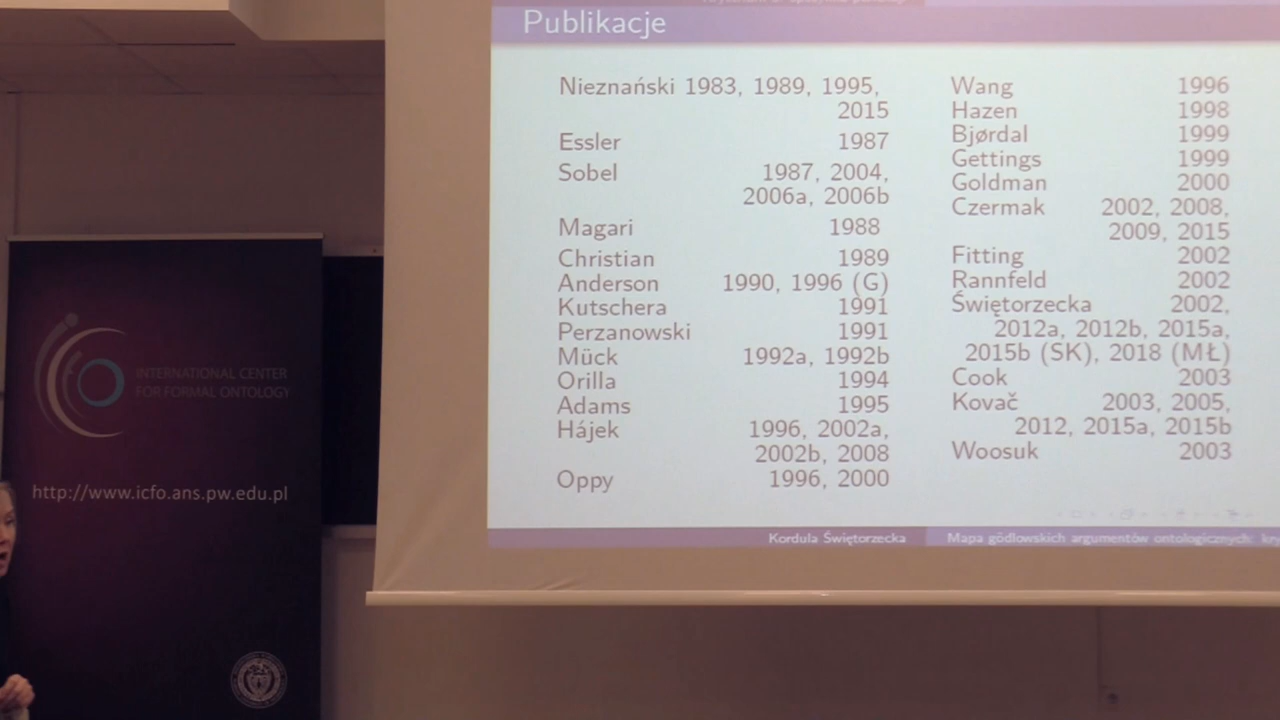 Publikacje
Nieznański 1983, 1989, 1995,
2015
Essler 1987
Sobel 1987, 2004,
2006a, 2006b
Magari 1988
Christian 1989
Anderson 1990, 1996 (G)
Kutschera 1991
Perzanowski 1991
Mück 1992a, 1992b
Orilla 1994
Adams 1995
Hájek 1996, 2002a,
2002b, 2008
Oppy 1996, 2000
Wang 1996
Hazen 1998
Bjørdal 1999
Gettings 1999
Goldman 2000
Czermak 2002, 2008,
2009, 2015
Fitting 2002
Rannfeld 2002
Świętorzecka 2002,
2012a, 2012b, 2015a,
2015b (SK), 2018 (MŁ)
Cook 2003
Kovač 2003, 2005,
2012, 2015a, 2015b
Woosuk 2003
Kordula Świętorzecka
Mapa gödlowskich argumentów ontologicznych:
INTERNATIONAL CENTER
FOR FORMAL ONTOLOGY
http://www.icfo.ans.pw.edu.pl